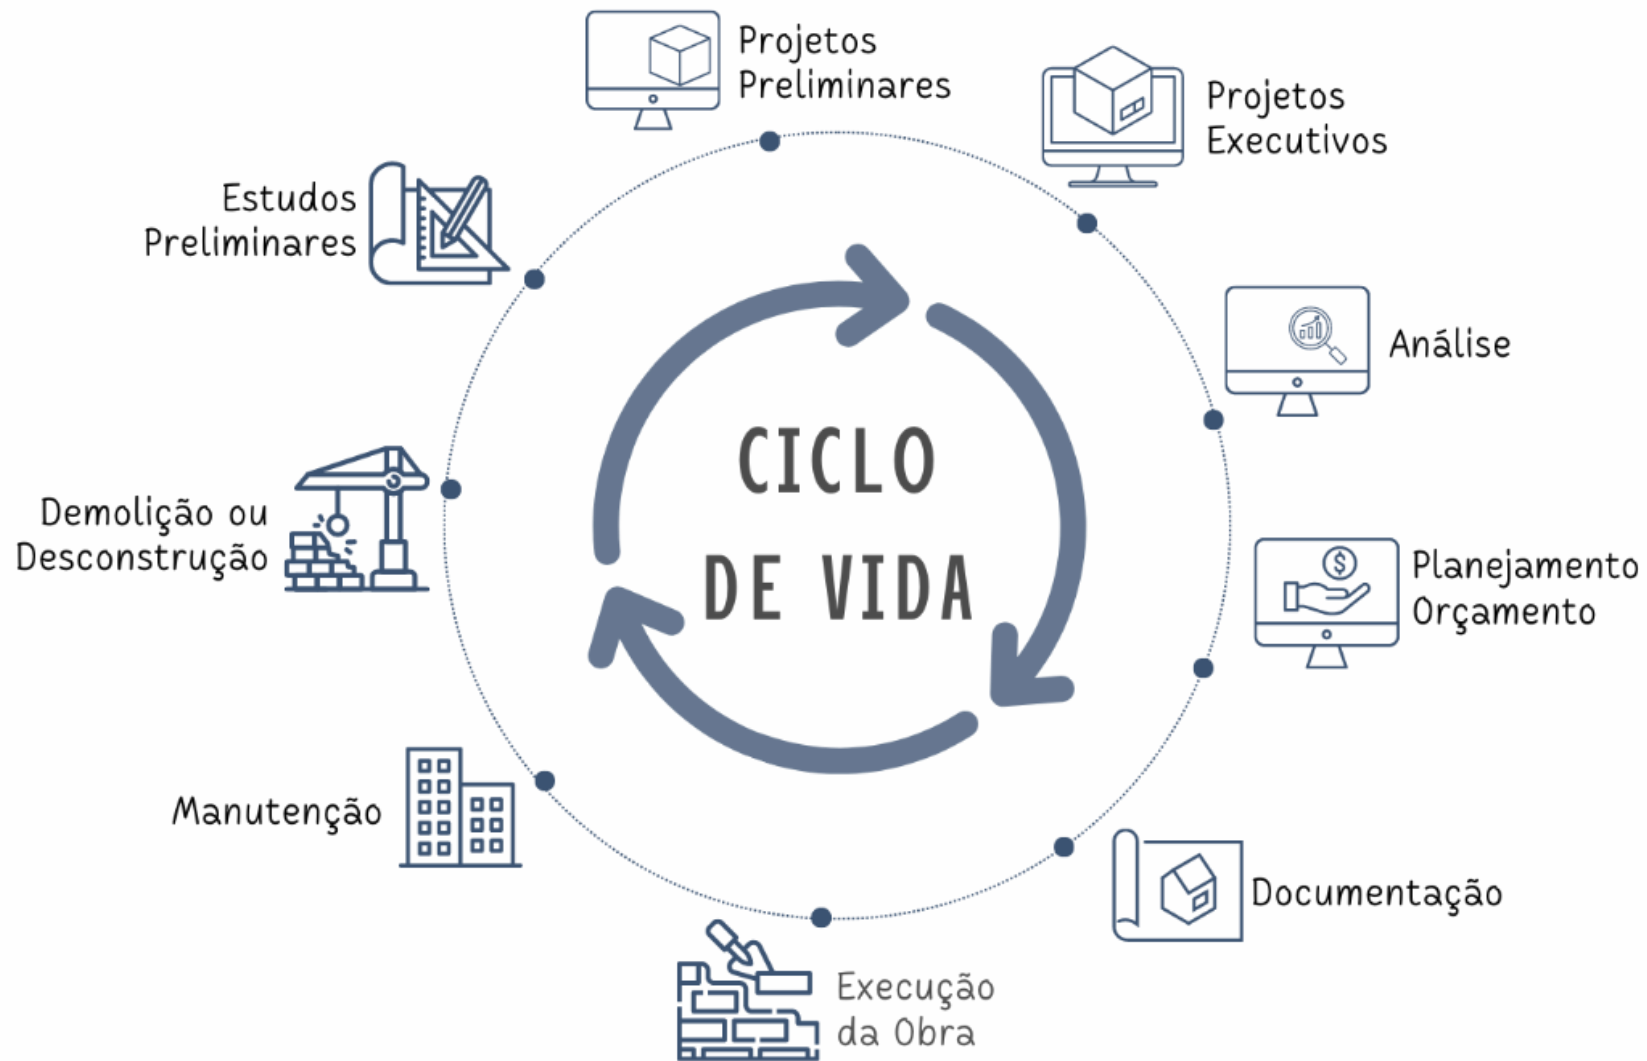 Projetos
Preliminares
Projetos
Executivos
Estudos
Preliminares
Análise
CICLO
DE VIDA
Demolição ou
Desconstrução
Planejamento
Orçamento
Manutenção
Documentação
Execução
da Obra
$